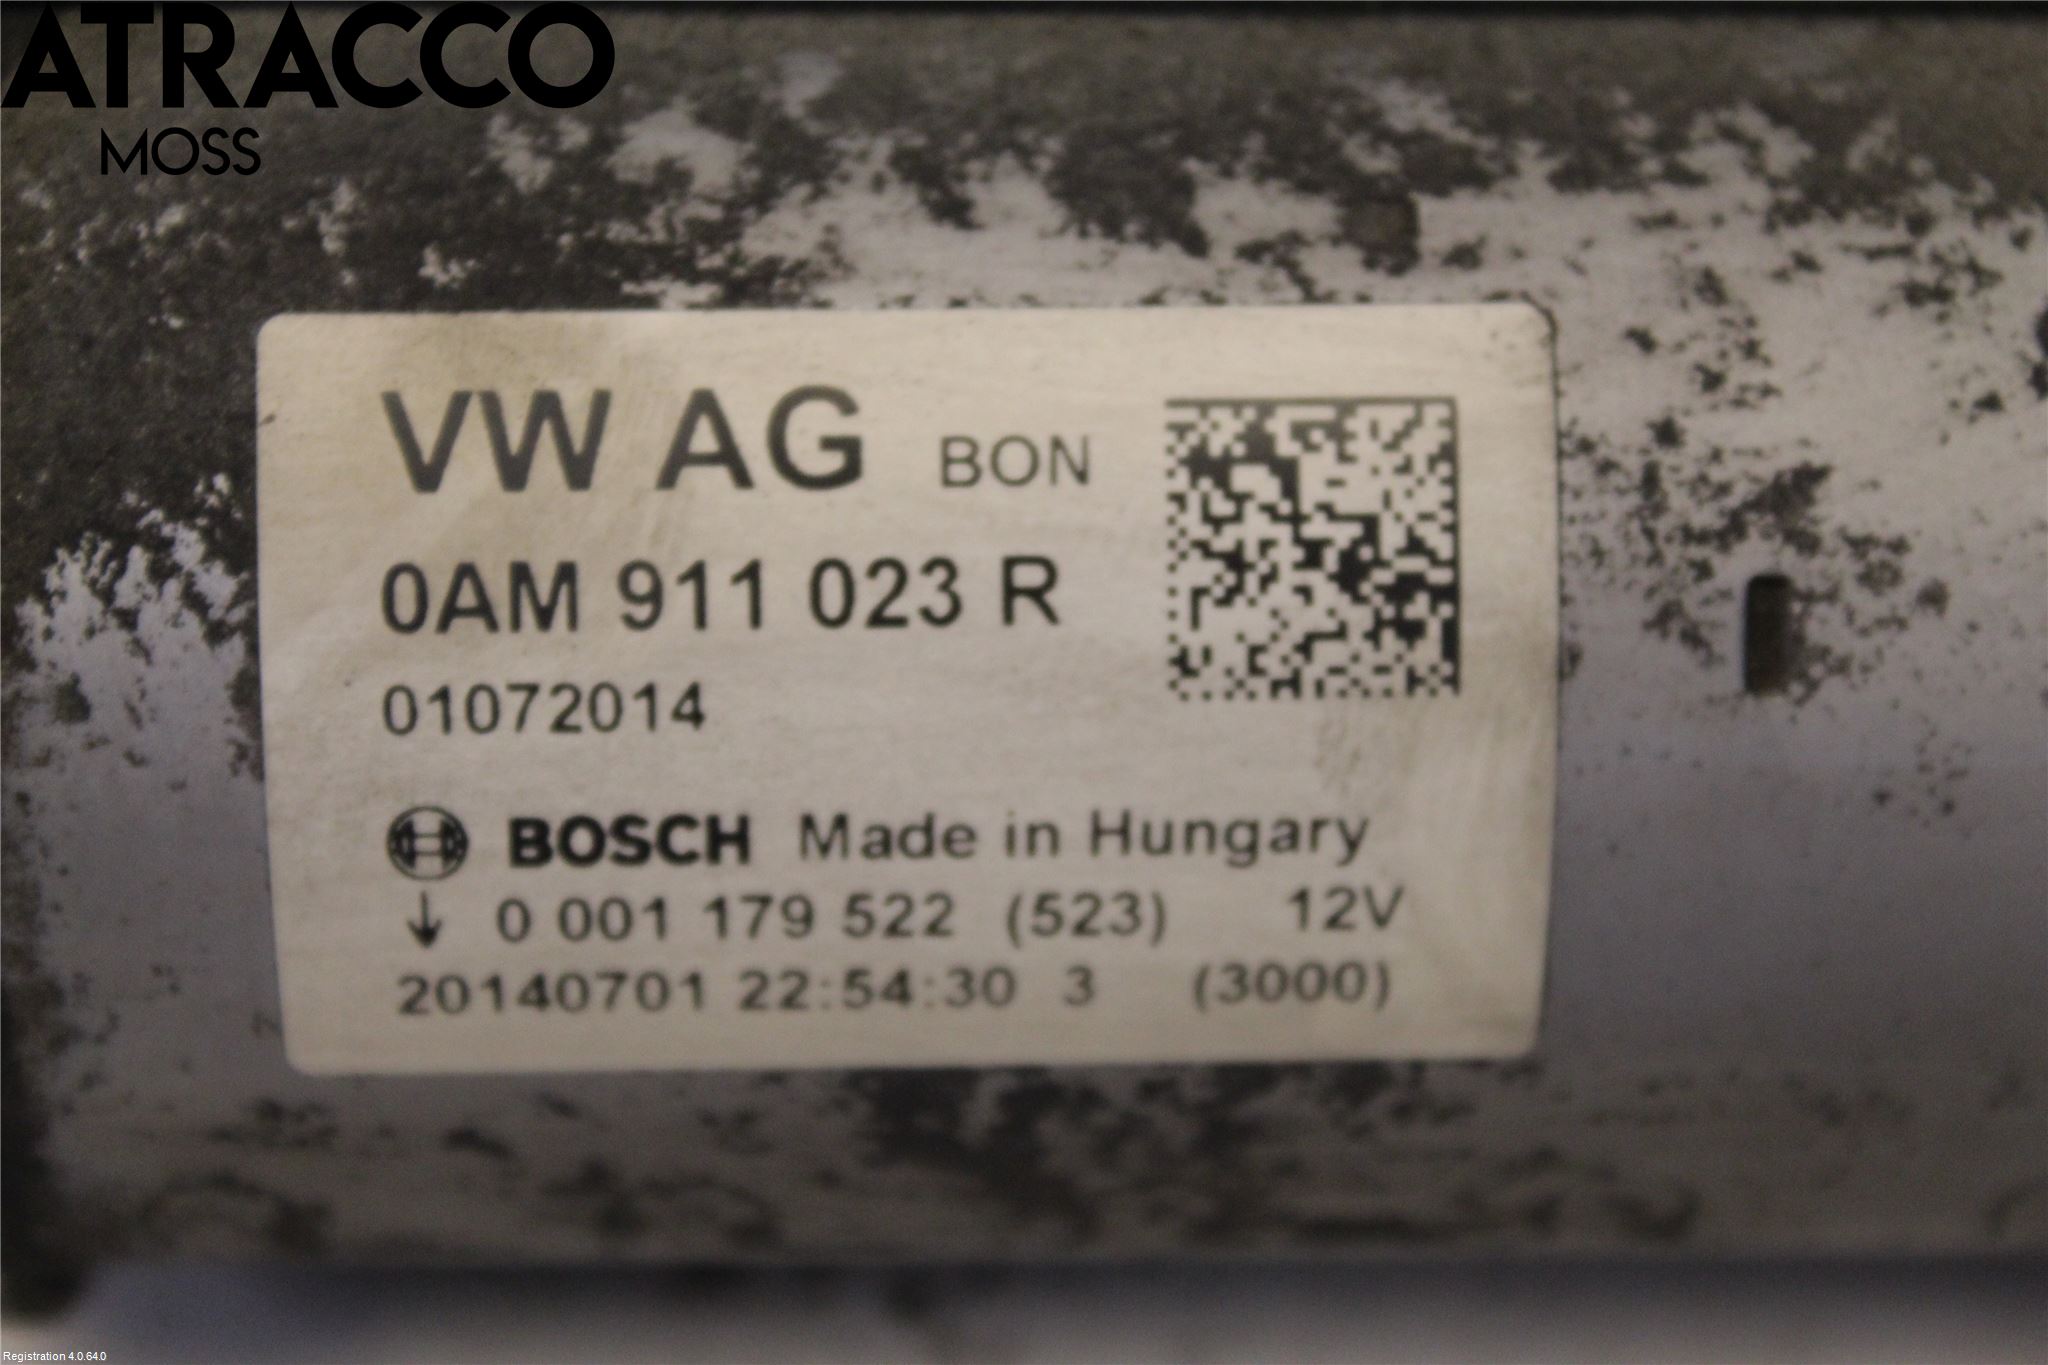 ATRACCO
MOSS
VW AG BON
0AM 911 023 R
01072014
BOSCH Made in Hungary
↓ 0 001 179 522 (523) 12V
20140701 22:54:30 3 (3000)
Registration 4.0.64.0